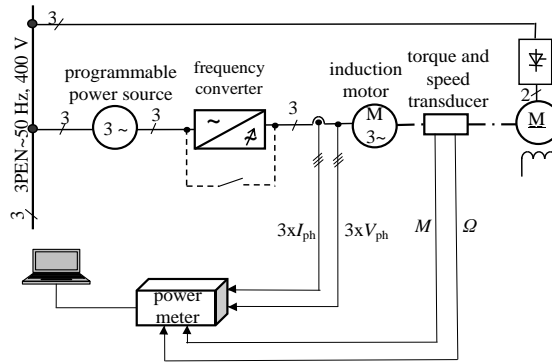 3PEN~50 Hz, 400 V
3
3
programmable
power source
3
3 ~
3
frequency
converter
~
3
induction
motor
M
3~
torque and
speed
transducer
2
M
3xIph
3xVph
M
Ω
power
meter